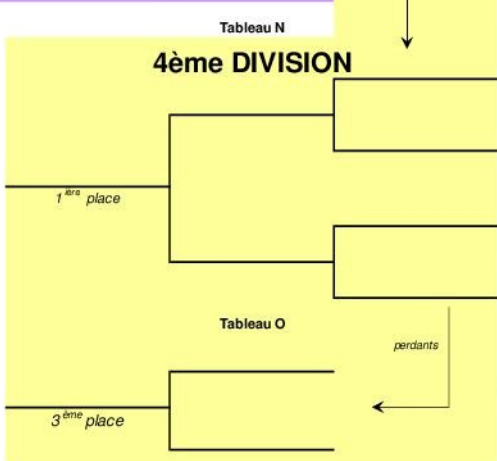 Tableau N
4ème DIVISION
1ière place
Tableau O
perdants
3ème place